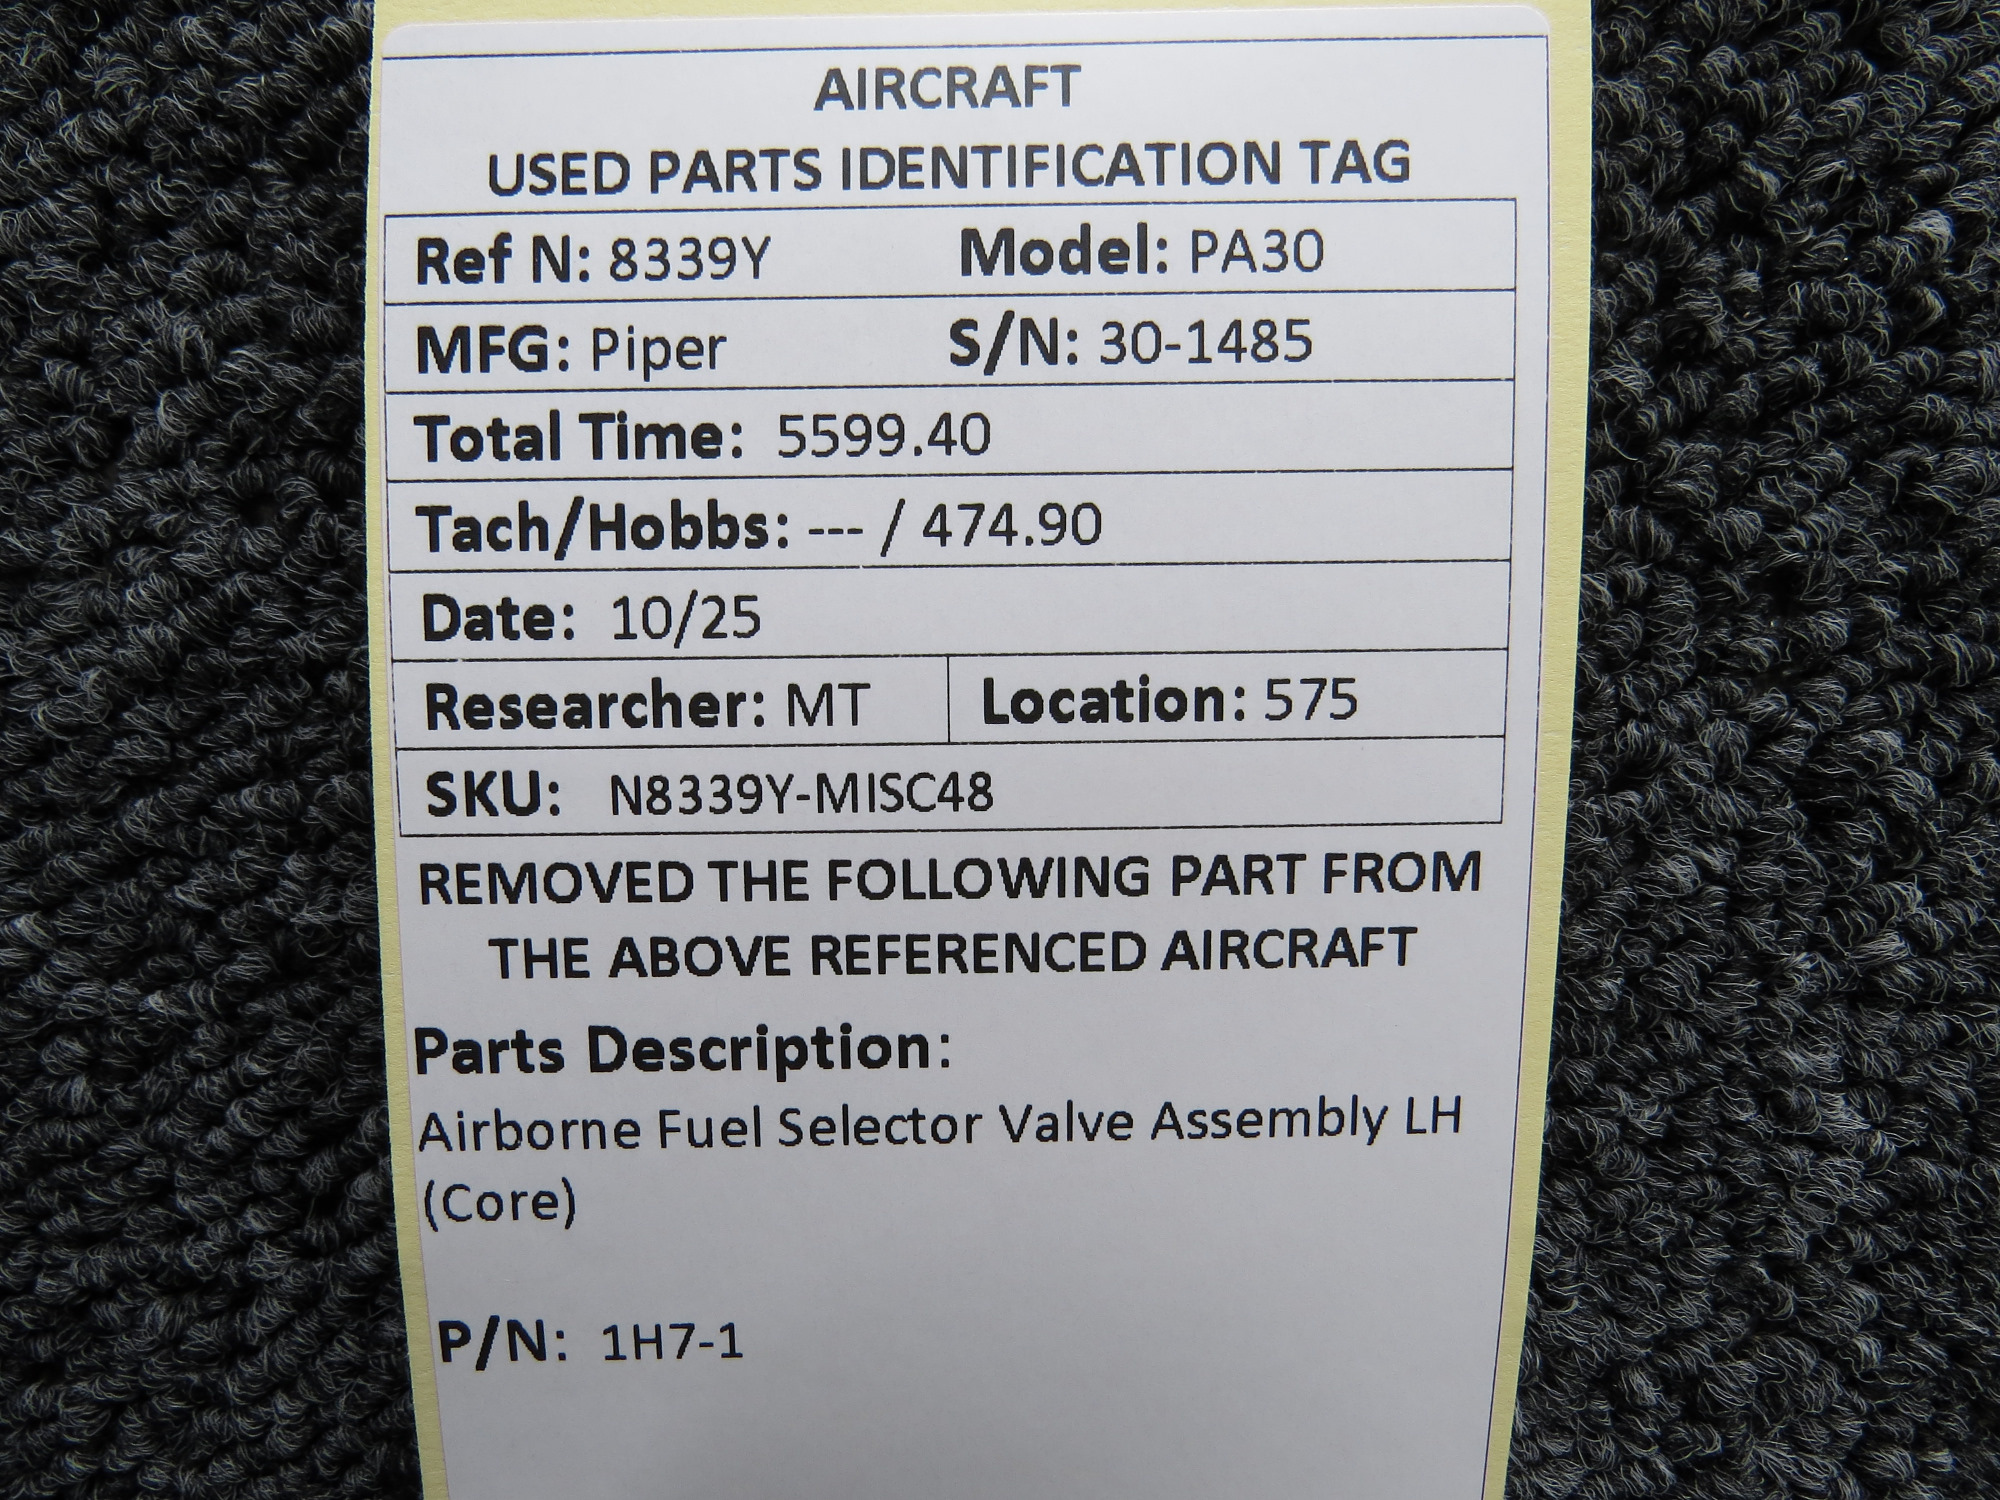 AIRCRAFT
USED PARTS IDENTIFICATION TAG
Ref N: 8339Y Model: PA30
MFG: Piper S/N: 30-1485
Total Time: 5599.40
Tach/Hobbs: --- / 474.90
Date: 10/25
Researcher: MT Location: 575
SKU: N8339Y-MISC48
REMOVED THE FOLLOWING PART FROM
THE ABOVE REFERENCED AIRCRAFT
Parts Description:
Airborne Fuel Selector Valve Assembly LH
(Core)
P/N: 1H7-1